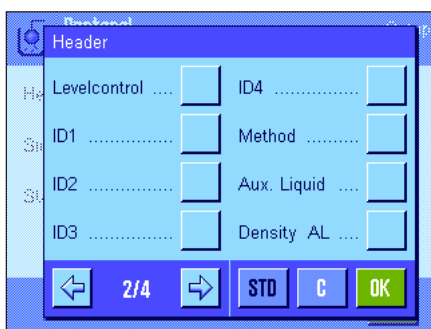 Header
Levelcontrol ....
ID1 ...............
ID2 ...............
ID3 ...............
ID4 ...............
Method ..........
Aux. Liquid ....
Density AL ....
2/4
STD
C
OK